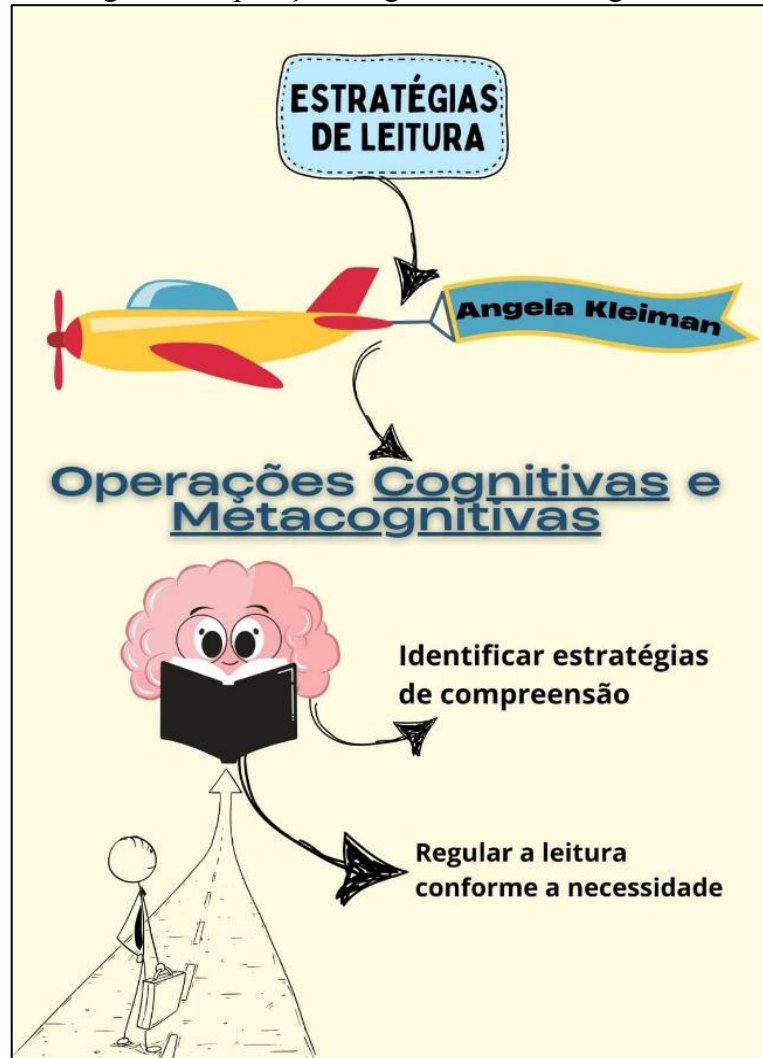 ESTRATÉGIAS
DE LEITURA
Angela Kleiman
Operações Cognitivas e
Metacognitivas
Identificar estratégias
de compreensão
Regular a leitura
conforme a necessidade